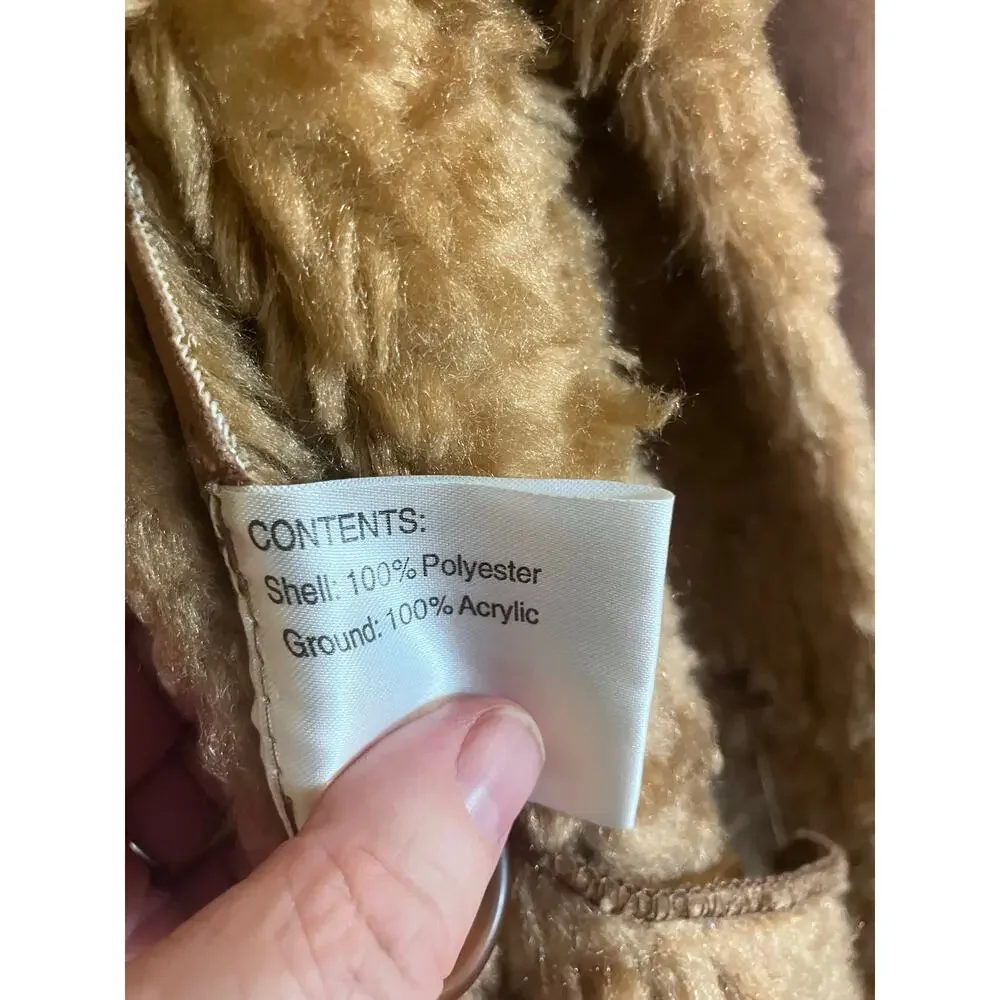 CONTENTS:
Shell: 100% Polyester
Ground: 100% Acrylic